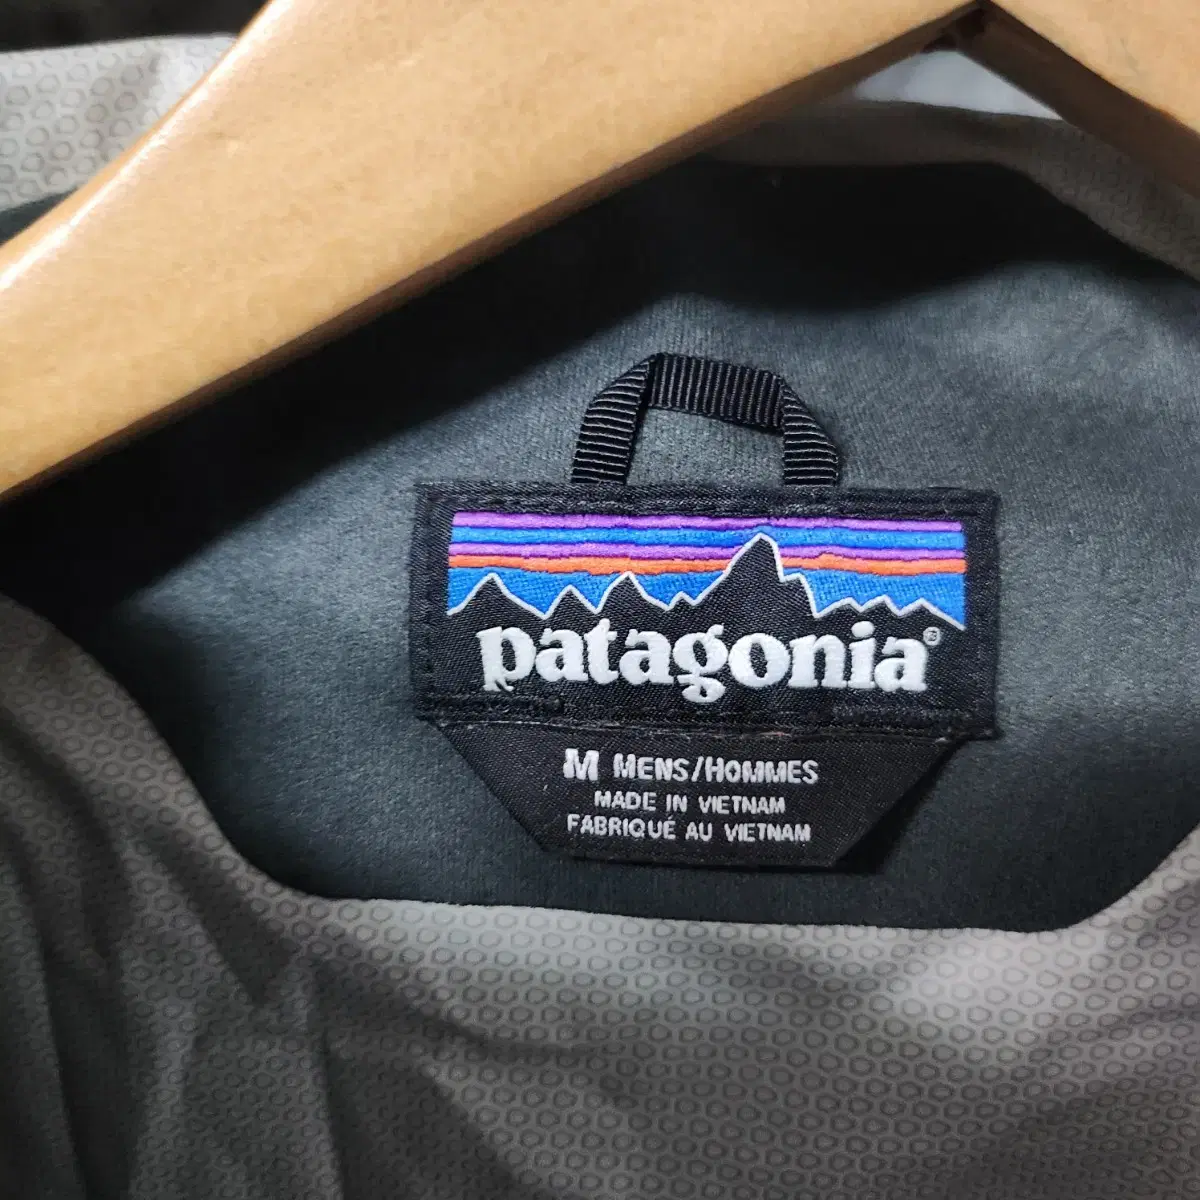 patagonia®
M MENS/HOMMES
MADE IN VIETNAM
FABRIQUÉ AU VIETNAM